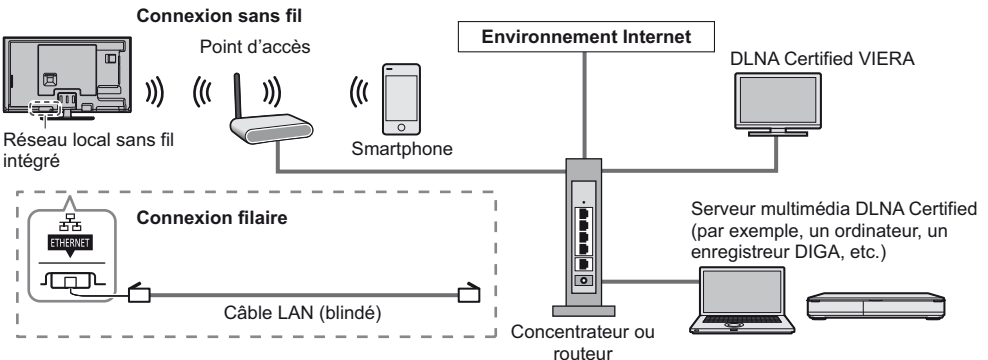 Connexion sans fil
Point d'accès
Environnement Internet
DLNA Certified VIERA
Réseau local sans fil
intégré
Smartphone
Connexion filaire
ETHERNET
Câble LAN (blindé)
Serveur multimédia DLNA Certified
(par exemple, un ordinateur, un
enregistreur DIGA, etc.)
Concentrateur ou
routeur